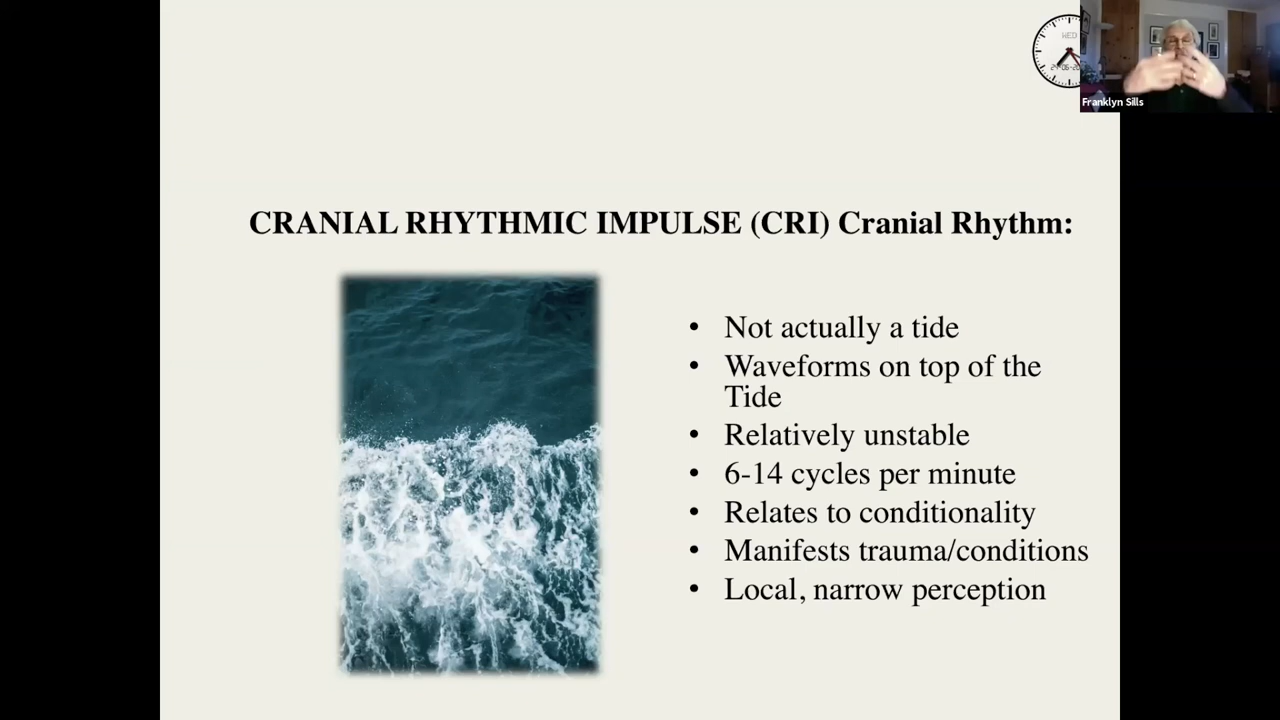 WED
Franklyn Sills
CRANIAL RHYTHMIC IMPULSE (CRI) Cranial Rhythm:
• Not actually a tide
• Waveforms on top of the
Tide
• Relatively unstable
• 6-14 cycles per minute
• Relates to conditionality
• Manifests trauma/conditions
• Local, narrow perception